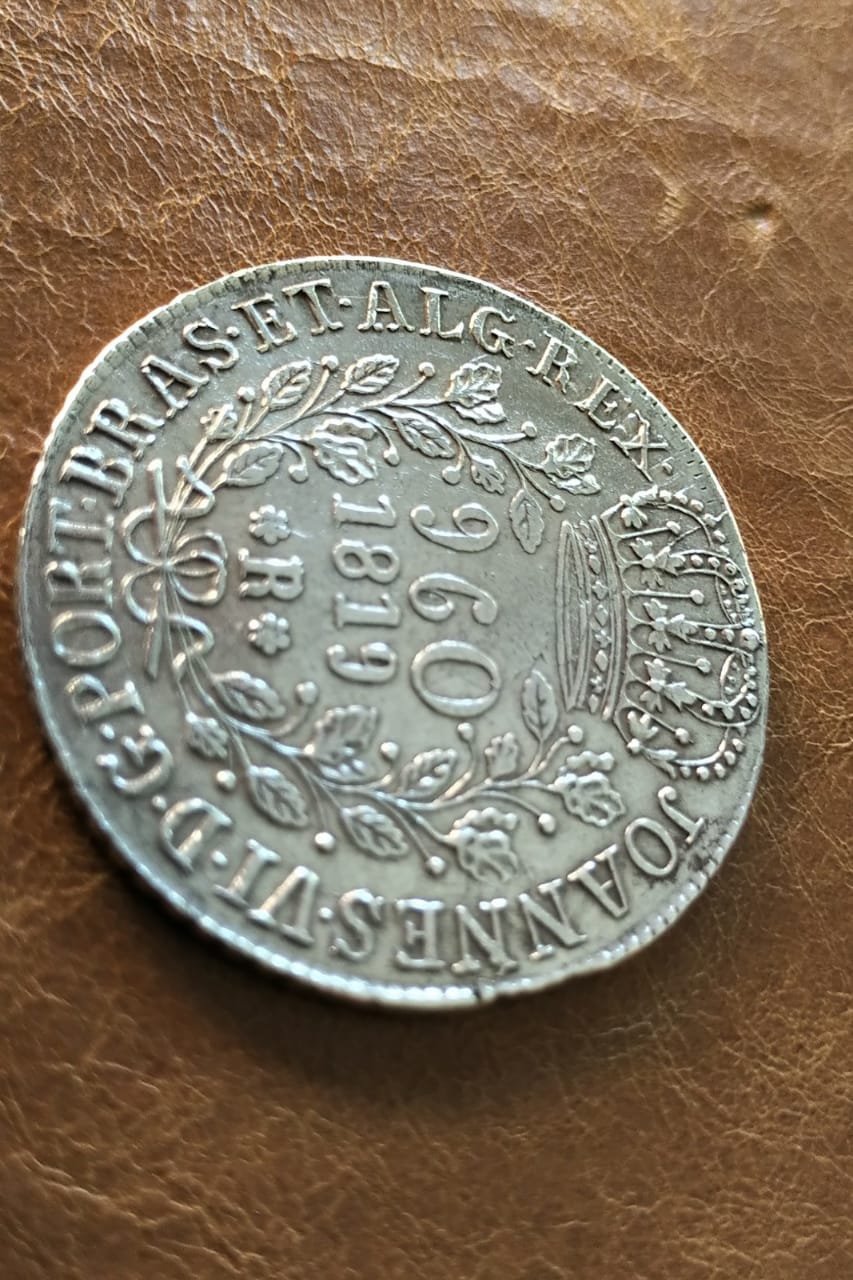 JOANNES·VI·D·G·PORT·BRAS·ET·ALG·REX·
960
1819
*R*